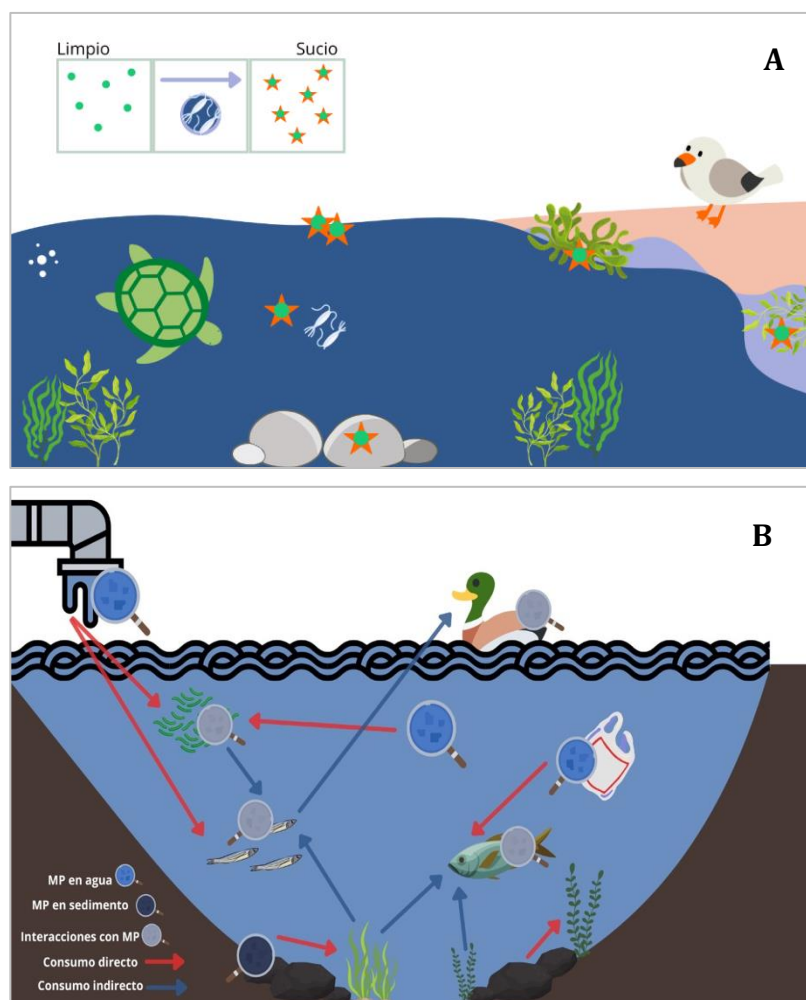 Limpio
Sucio
A
B
MP en agua
MP en sedimento
Interacciones con MP
Consumo directo
Consumo indirecto